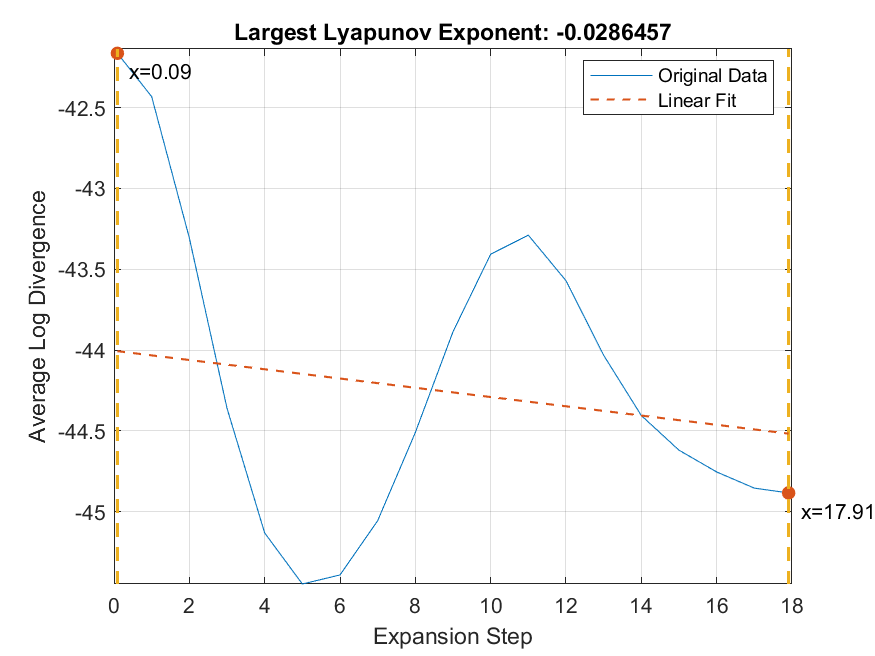 Largest Lyapunov Exponent: -0.0286457
x=0.09
Original Data
Linear Fit
Average Log Divergence
-42.5
-43
-43.5
-44
-44.5
-45
x=17.91
0 2 4 6 8 10 12 14 16 18
Expansion Step